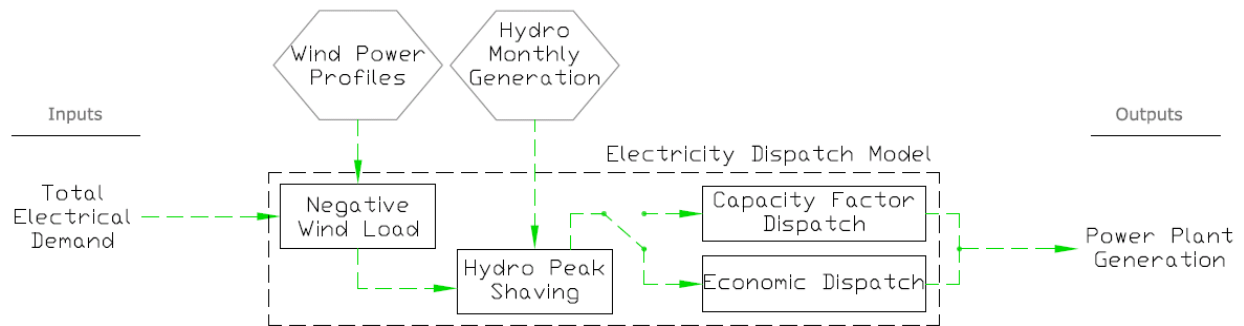 Wind Power
Profiles
Hydro
Monthly
Generation
Inputs
Outputs
Electricity Dispatch Model
Total
Electrical
Demand
Negative
Wind Load
Hydro Peak
Shaving
Capacity Factor
Dispatch
Economic Dispatch
Power Plant
Generation